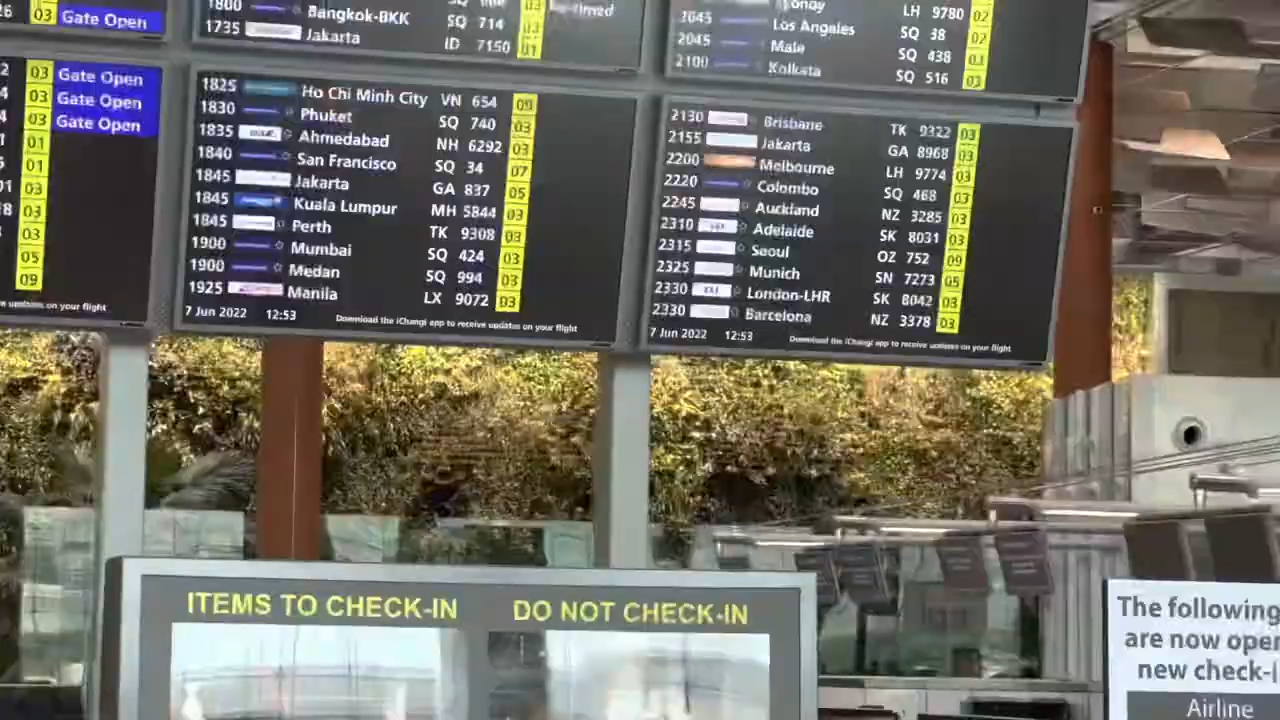 03 Gate Open
1800 Bangkok-BKK SQ 03
1735 Jakarta ID 7150 01
SQ 714
LH 9780 02
2045 Los Angeles SQ 38 02
2045 Male SQ 438 03
2100 Kolkata SQ 516 03
03 Gate Open
03 Gate Open
03 Gate Open
01
01
03
03
03
05
09
updates on your flight
1825 Ho Chi Minh City VN 654 09
1830 Phuket SQ 740 03
1835 Ahmedabad NH 6292 03
1840 San Francisco SQ 34 07
1845 Jakarta GA 837 05
1845 Kuala Lumpur MH 5844 03
1845 Perth TK 9308 03
1900 Mumbai SQ 424 03
1900 Medan SQ 994 03
1925 Manila LX 9072 03
7 Jun 2022 12:53 Download the iChangi app to receive updates on your flight
2130 Brisbane TK 9322 03
2155 Jakarta GA 8968 03
2200 Melbourne LH 9774 03
2220 Colombo SQ 468 03
2245 Auckland NZ 3285 03
2310 Adelaide SK 8031 03
2315 Seoul OZ 752 09
2325 Munich SN 7273 05
2330 London-LHR SK 8042 03
2330 Barcelona NZ 3378 03
7 Jun 2022 12:53 Download the iChangi app to receive updates on your flight
ITEMS TO CHECK-IN DO NOT CHECK-IN
The following
are now open
new check-i
Airline